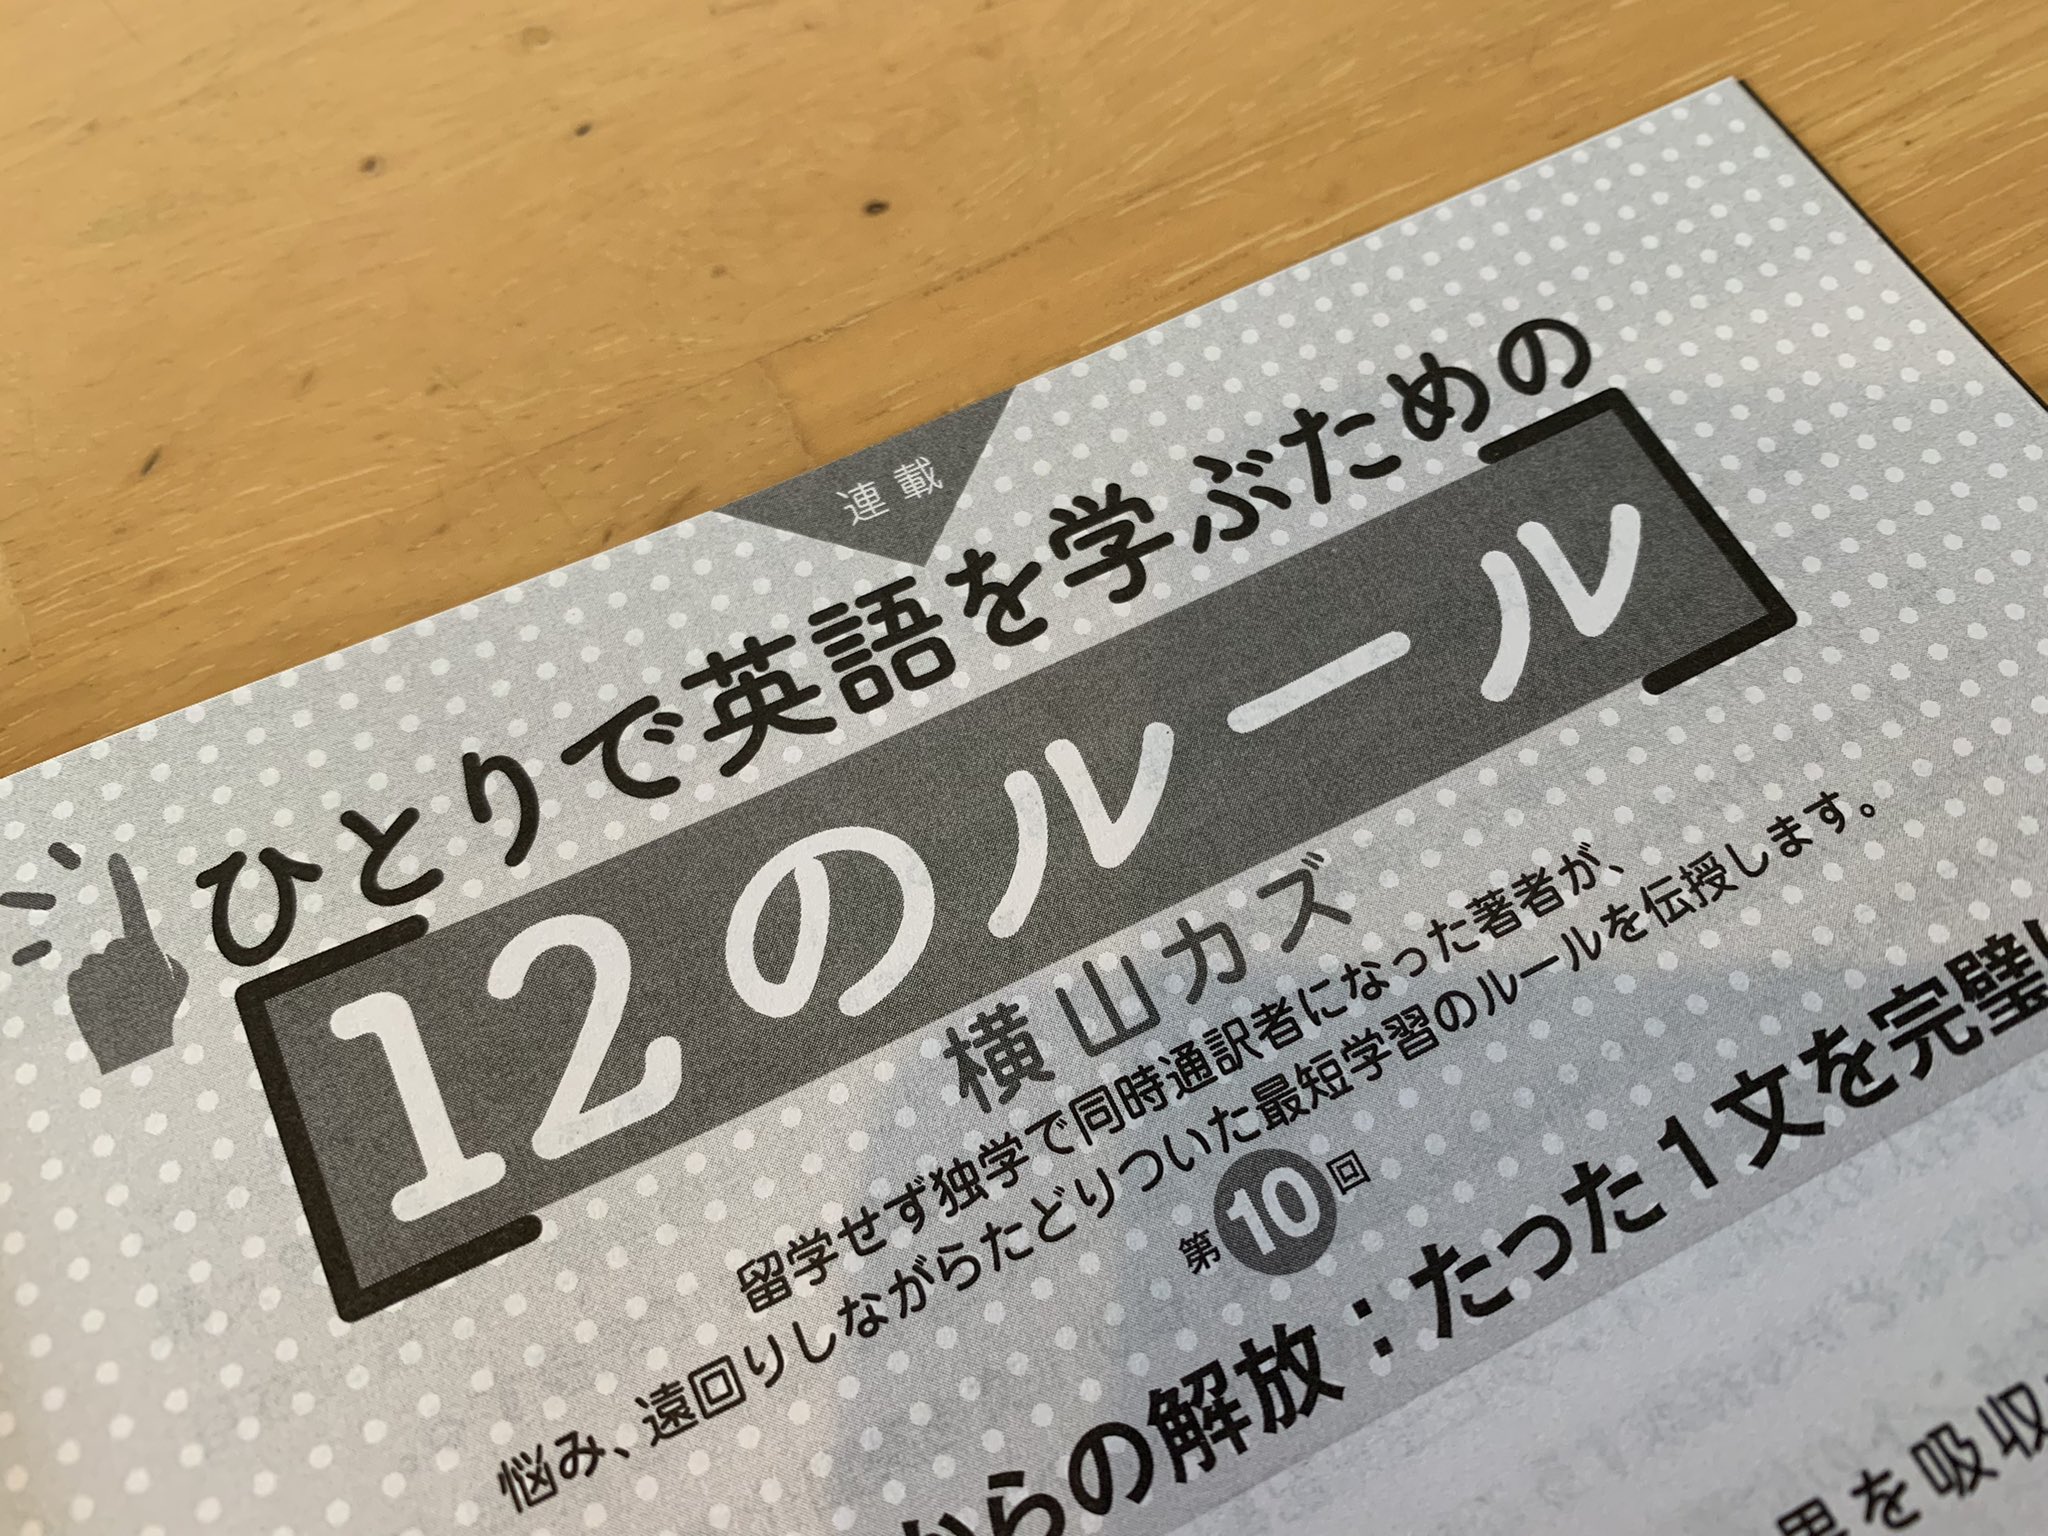 連載
ひとりで英語を学ぶための
12のルール
横山カズ
留学せず独学で同時通訳者になった著者が、
悩み、遠回りしながらたどりついた最短学習のルールを伝授します。
第10回
からの解放：たった1文を完璧に
を吸収